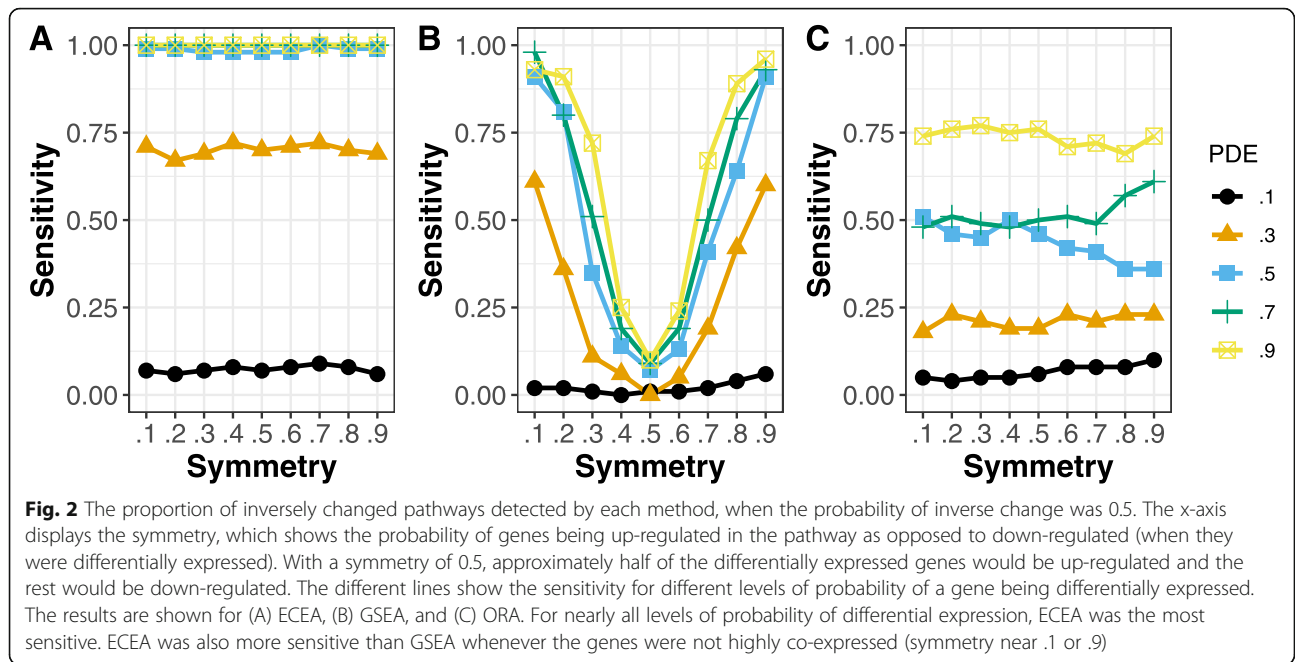 A
B
C
1.00
0.75
0.50
0.25
0.00
Sensitivity
.1 .2 .3 .4 .5 .6 .7 .8 .9
Symmetry
1.00
0.75
0.50
0.25
0.00
Sensitivity
.1 .2 .3 .4 .5 .6 .7 .8 .9
Symmetry
1.00
0.75
0.50
0.25
0.00
Sensitivity
.1 .2 .3 .4 .5 .6 .7 .8 .9
Symmetry
PDE
.1
.3
.5
.7
.9
Fig. 2 The proportion of inversely changed pathways detected by each method, when the probability of inverse change was 0.5. The x-axis
displays the symmetry, which shows the probability of genes being up-regulated in the pathway as opposed to down-regulated (when they
were differentially expressed). With a symmetry of 0.5, approximately half of the differentially expressed genes would be up-regulated and the
rest would be down-regulated. The different lines show the sensitivity for different levels of probability of a gene being differentially expressed.
The results are shown for (A) ECEA, (B) GSEA, and (C) ORA. For nearly all levels of probability of differential expression, ECEA was the most
sensitive. ECEA was also more sensitive than GSEA whenever the genes were not highly co-expressed (symmetry near .1 or .9)